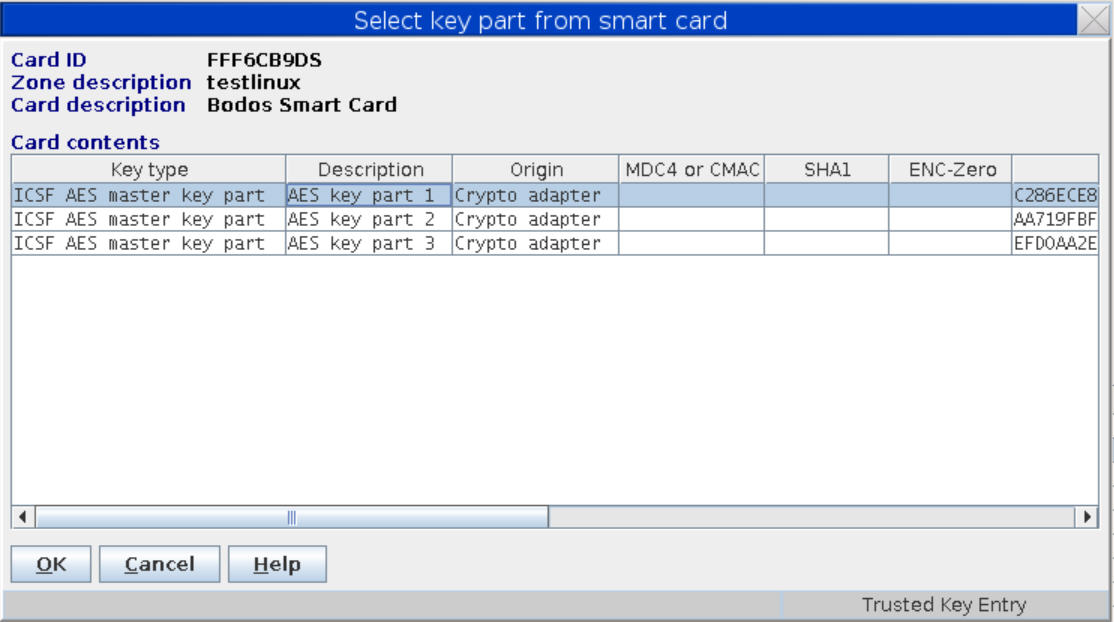 Select key part from smart card
Card ID FFF6CB9DS
Zone description testlinux
Card description Bodos Smart Card
Card contents
Key type Description Origin MDC4 or CMAC SHA1 ENC-Zero
ICSF AES master key part AES key part 1 Crypto adapter C286ECE8
ICSF AES master key part AES key part 2 Crypto adapter AA719FBF
ICSF AES master key part AES key part 3 Crypto adapter EFD0AA2E
OK Cancel Help
Trusted Key Entry